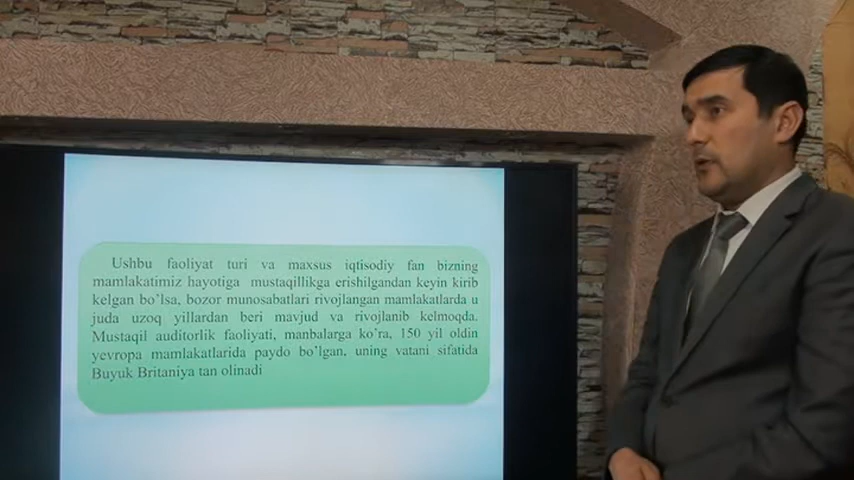 Ushbu faoliyat turi va maxsus iqtisodiy fan bizning
mamlakatimiz hayotiga mustaqillikga erishilgandan keyin kirib
kelgan bo'lsa, bozor munosabatlari rivojlangan mamlakatlarda u
juda uzoq yillardan beri mavjud va rivojlanib kelmoqda.
Mustaqil auditorlik faoliyati, manbalarga ko'ra, 150 yil oldin
yevropa mamlakatlarida paydo bo'lgan, uning vatani sifatida
Buyuk Britaniya tan olinadi